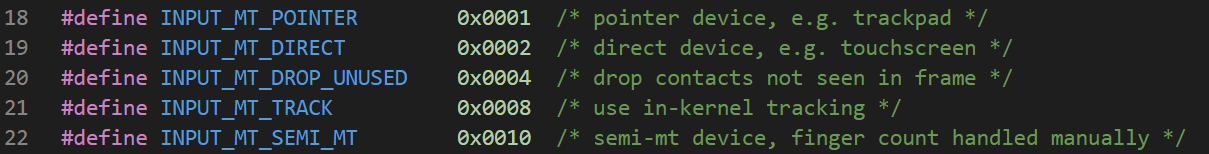 18 #define INPUT_MT_POINTER 0x0001 /* pointer device, e.g. trackpad */
19 #define INPUT_MT_DIRECT 0x0002 /* direct device, e.g. touchscreen */
20 #define INPUT_MT_DROP_UNUSED 0x0004 /* drop contacts not seen in frame */
21 #define INPUT_MT_TRACK 0x0008 /* use in-kernel tracking */
22 #define INPUT_MT_SEMI_MT 0x0010 /* semi-mt device, finger count handled manually */